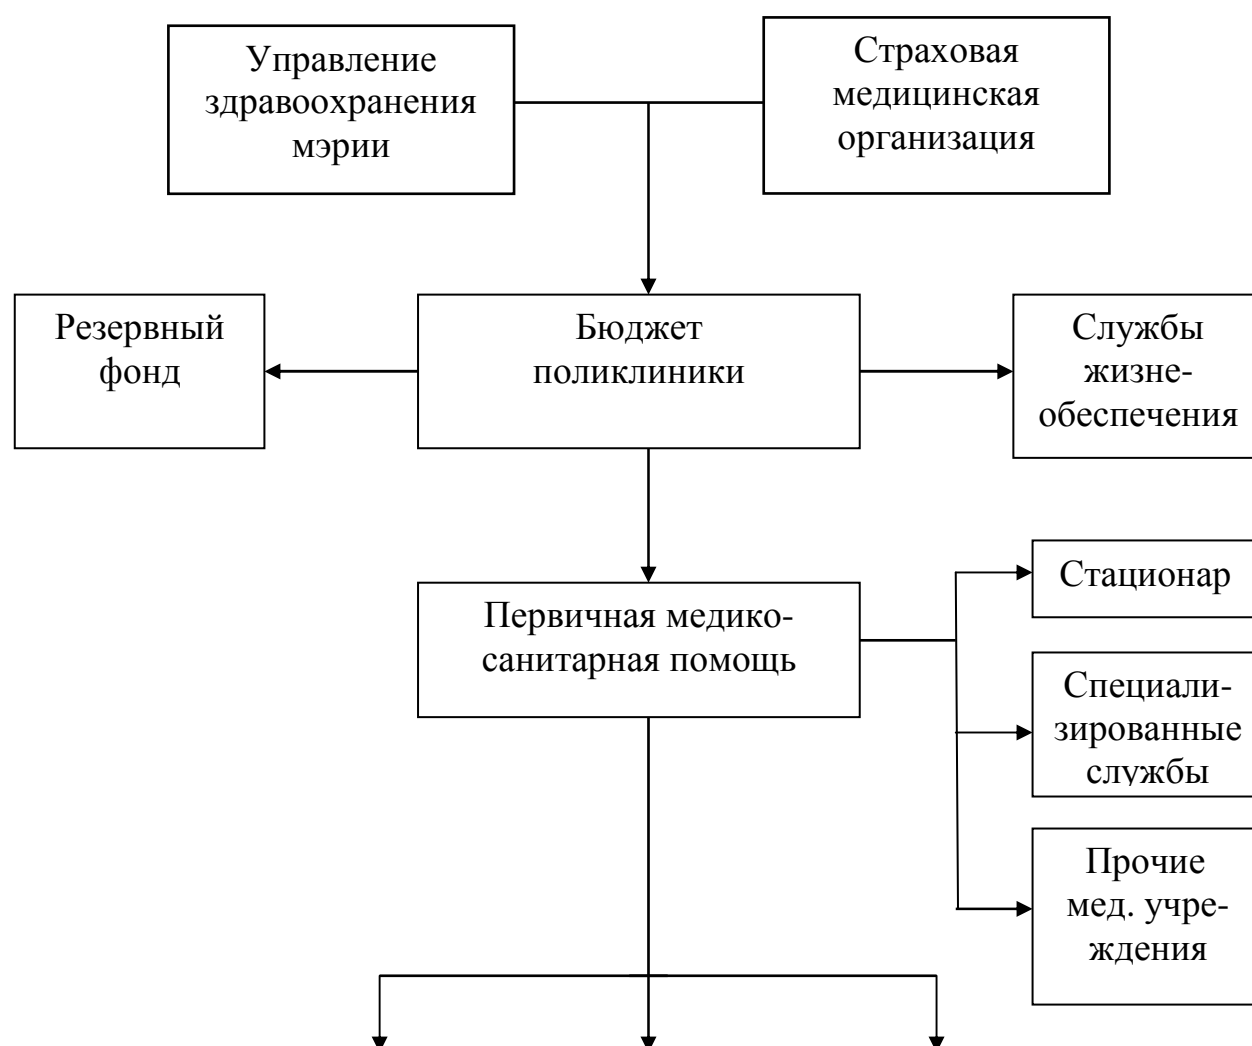 Управление
здравоохранения
мэрии
Страховая
медицинская
организация
Резервный
фонд
Бюджет
поликлиники
Службы
жизне-
обеспечения
Первичная медико-
санитарная помощь
Стационар
Специали-
зированные
службы
Прочие
мед. учре-
ждения